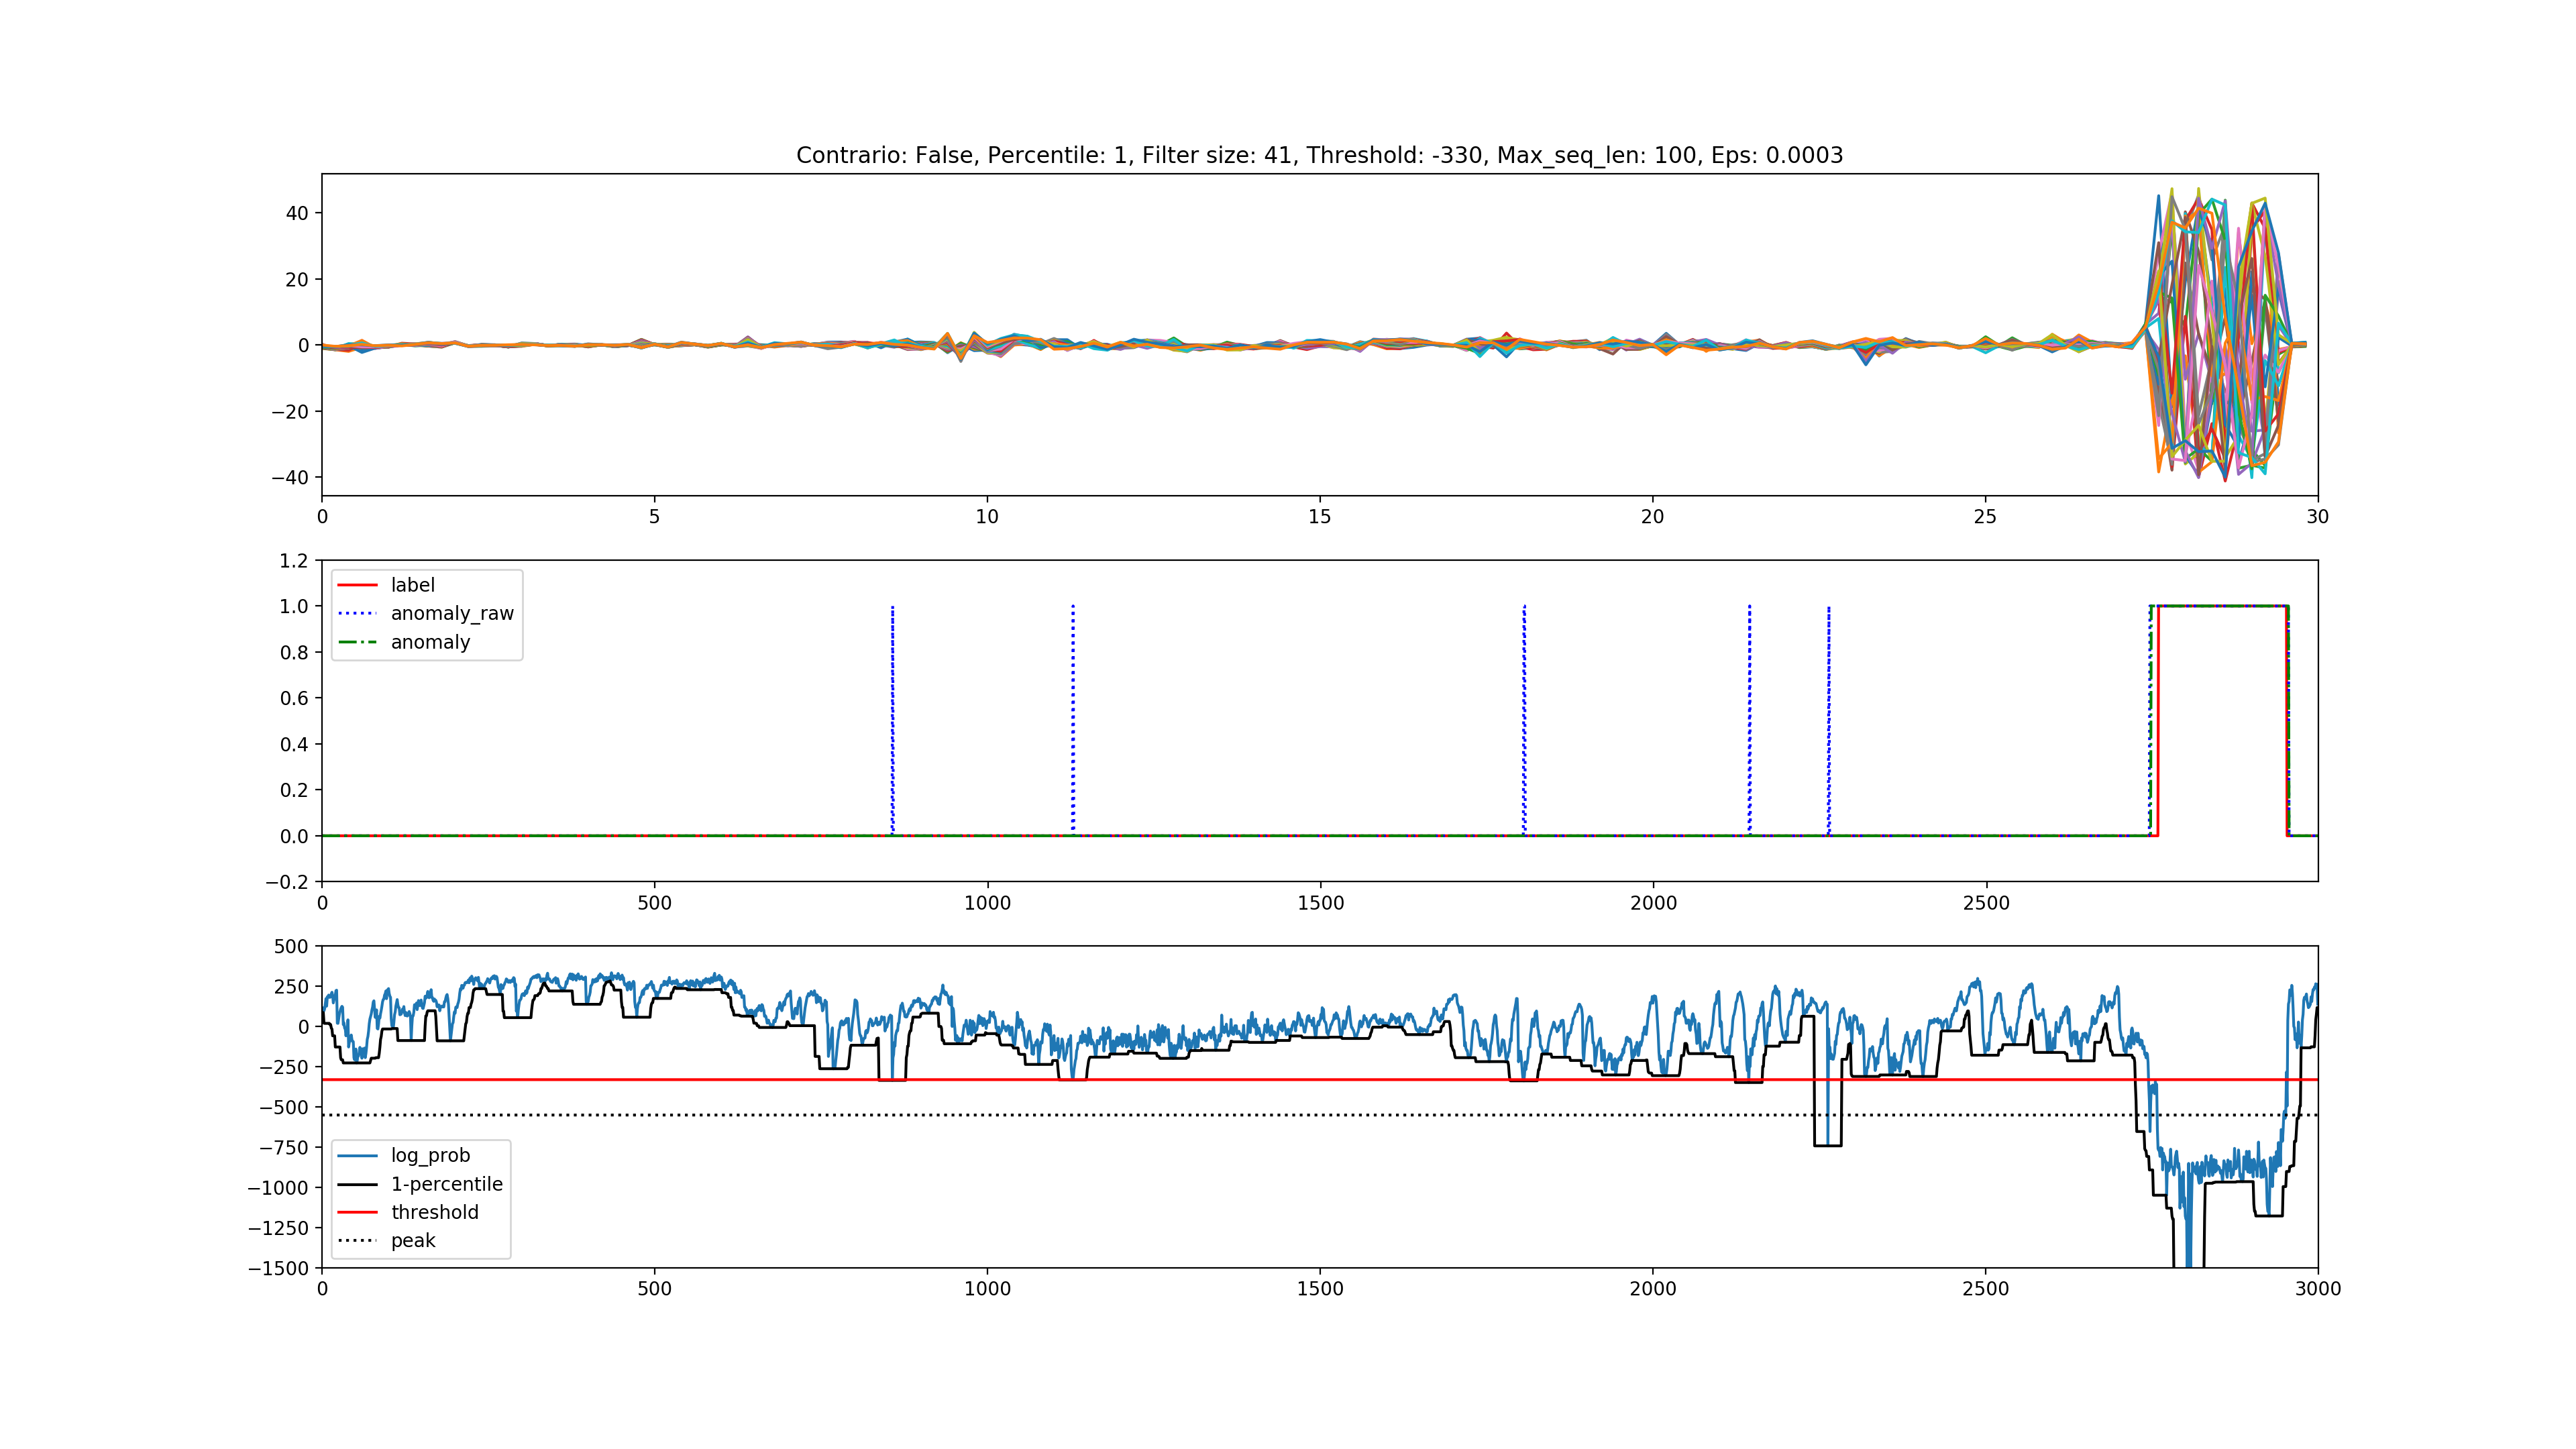 Contrario: False, Percentile: 1, Filter size: 41, Threshold: -330, Max_seq_len: 100, Eps: 0.0003
40
20
0
−20
−40
0 5 10 15 20 25 30
1.2
1.0
0.8
0.6
0.4
0.2
0.0
−0.2
label
anomaly_raw
anomaly
0 500 1000 1500 2000 2500
500
250
0
−250
−500
−750
−1000
−1250
−1500
log_prob
1-percentile
threshold
peak
0 500 1000 1500 2000 2500 3000